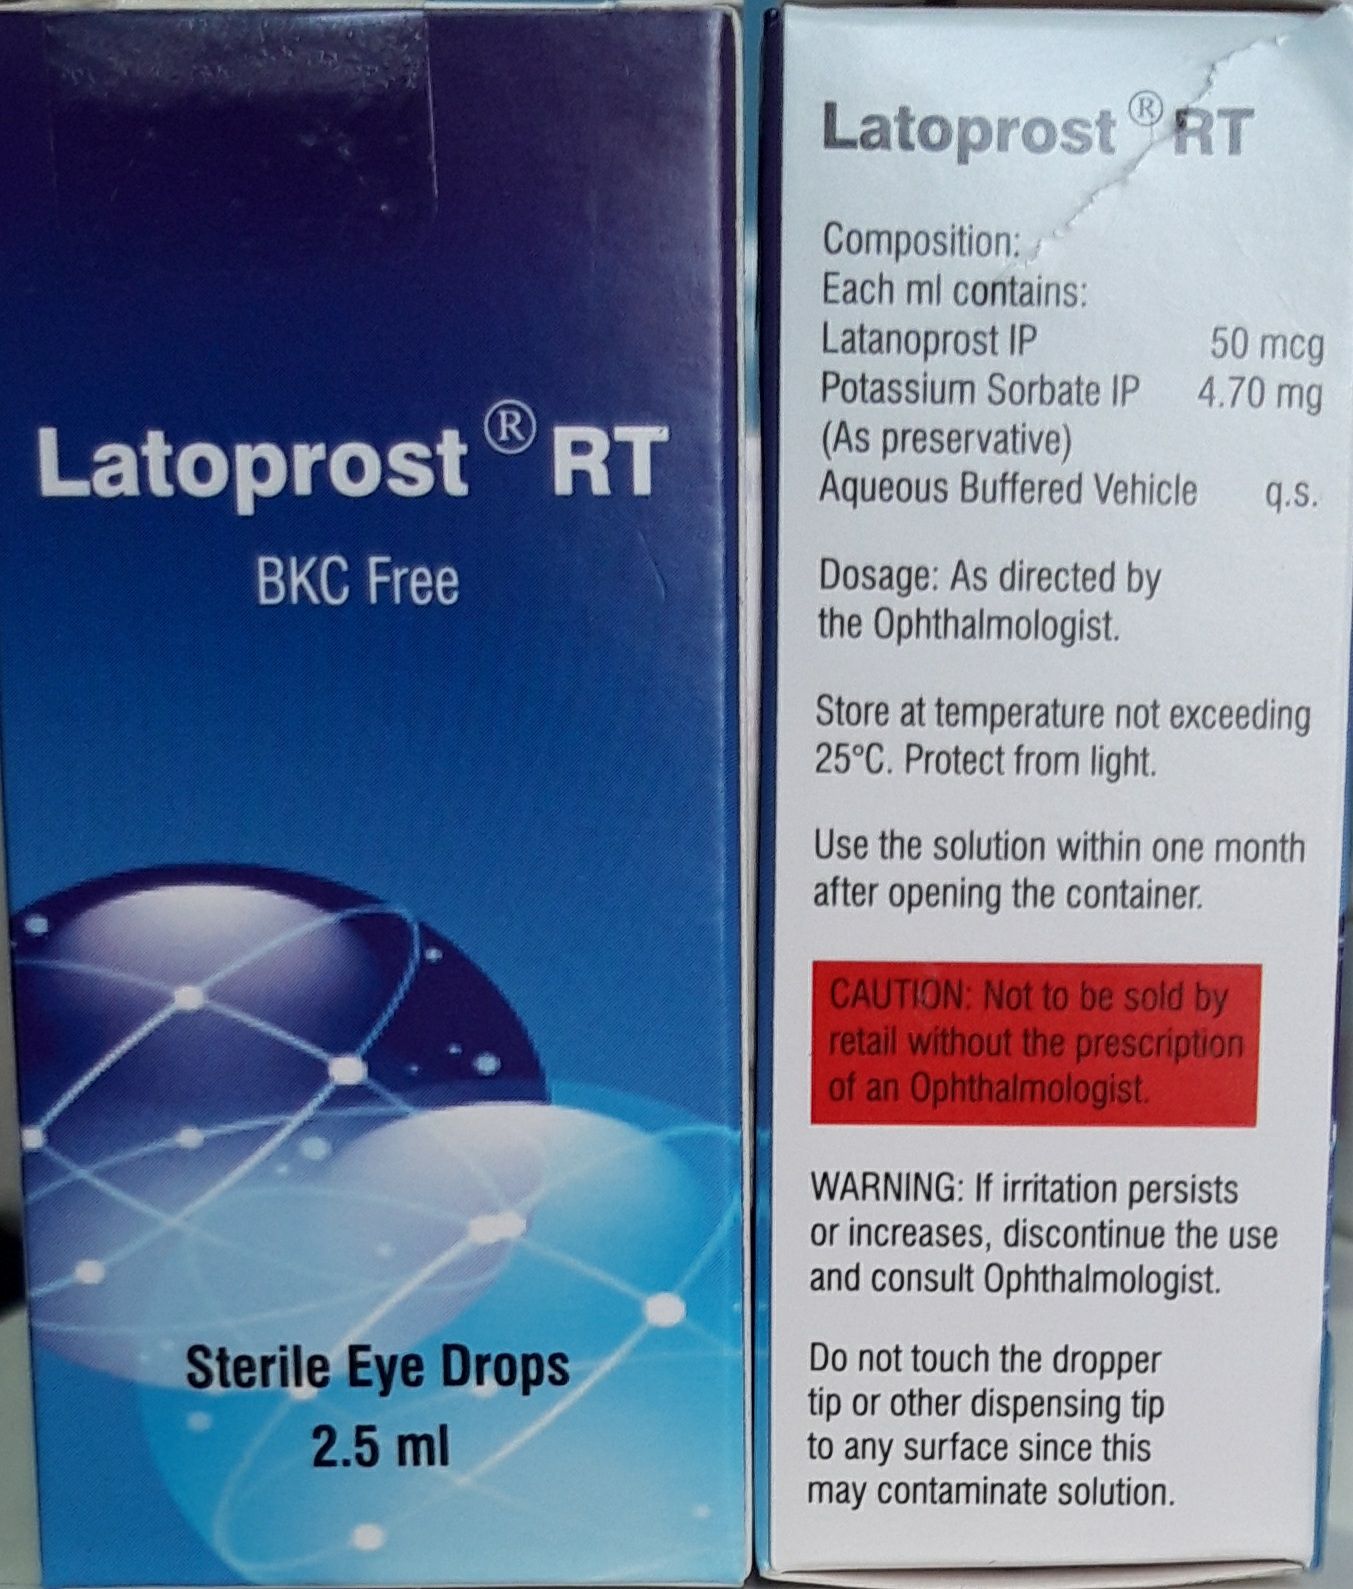 Latoprost® RT
BKC Free
Sterile Eye Drops
2.5 ml
Latoprost® RT
Composition:
Each ml contains:
Latanoprost IP 50 mcg
Potassium Sorbate IP 4.70 mg
(As preservative)
Aqueous Buffered Vehicle q.s.
Dosage: As directed by
the Ophthalmologist.
Store at temperature not exceeding
25°C. Protect from light.
Use the solution within one month
after opening the container.
CAUTION: Not to be sold by
retail without the prescription
of an Ophthalmologist.
WARNING: If irritation persists
or increases, discontinue the use
and consult Ophthalmologist.
Do not touch the dropper
tip or other dispensing tip
to any surface since this
may contaminate solution.